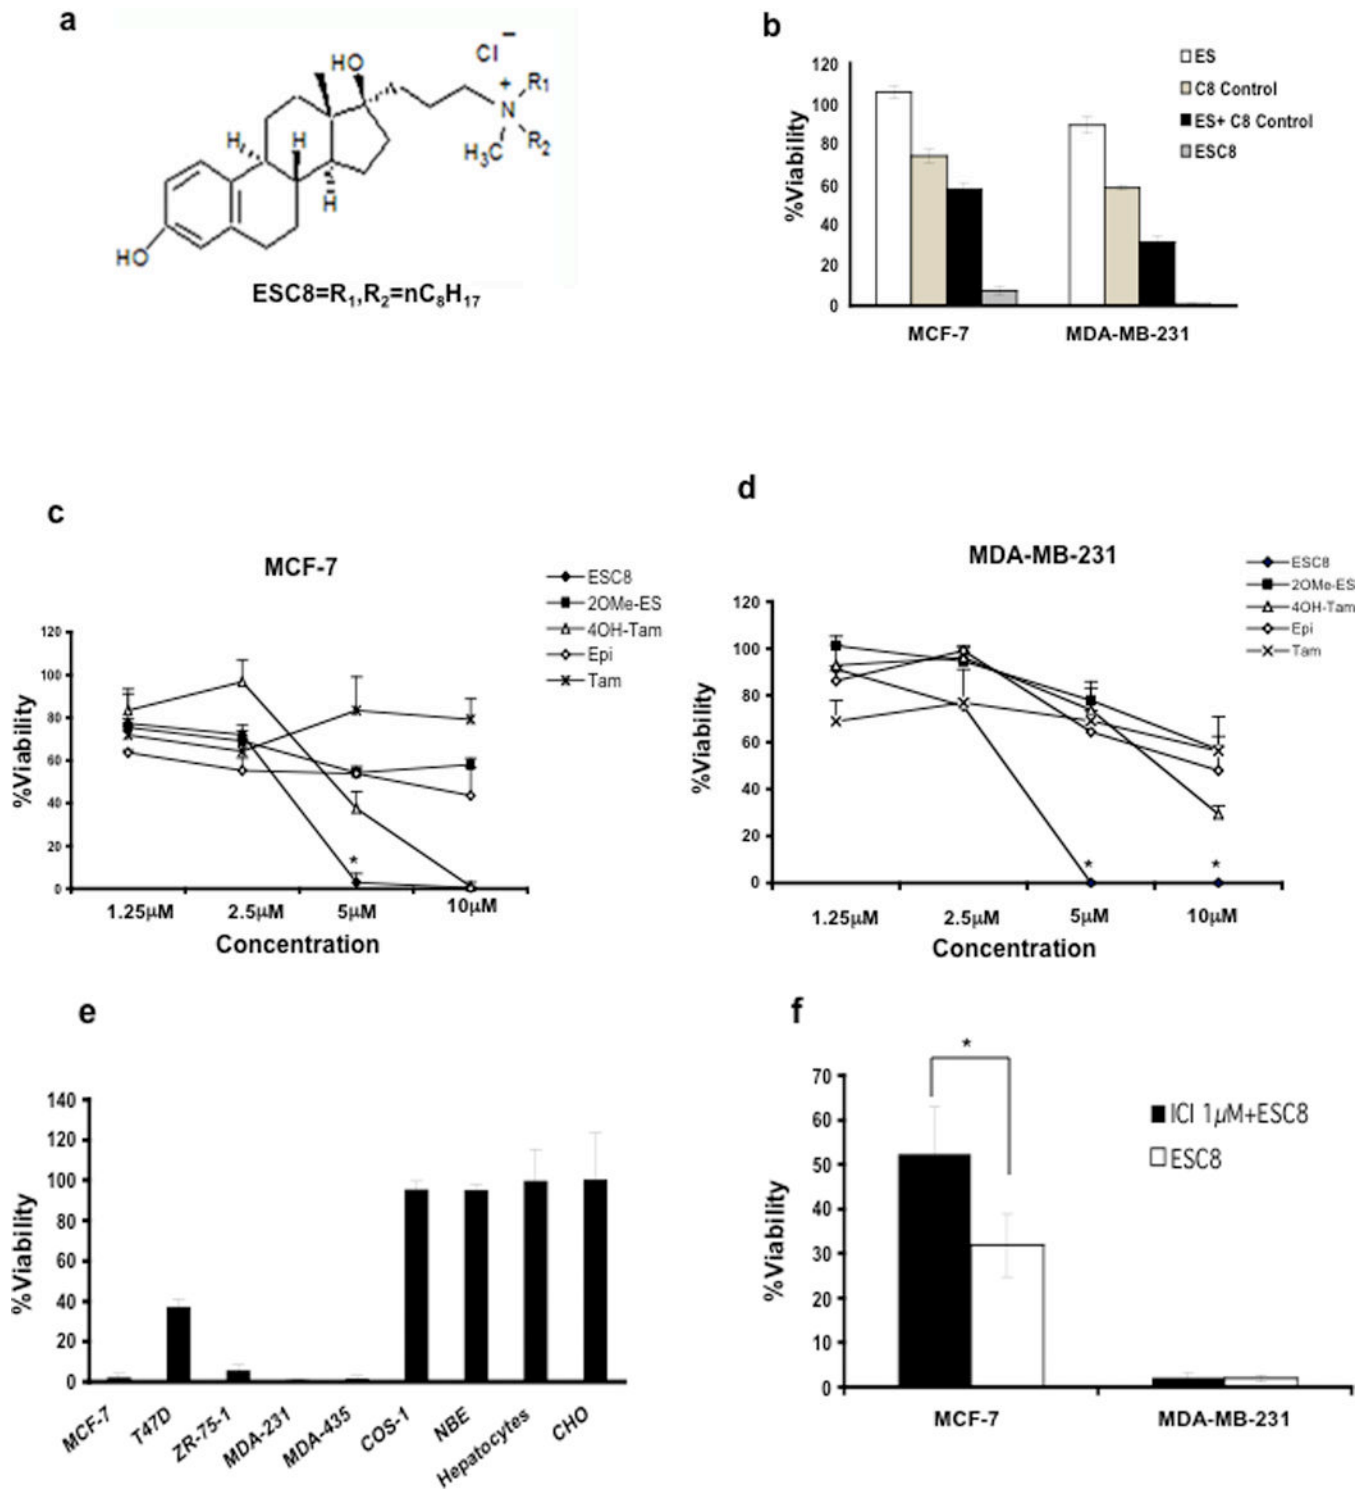 a
Cl −
HO
+
R1
N
H3C
R2
H
H
H
HO
ESC8=R1,R2=nC8H17
b
ES
C8 Control
ES+ C8 Control
ESC8
%Viability
120
100
80
60
40
20
0
MCF-7 MDA-MB-231
c
MCF-7
ESC8
2OMe-ES
4OH-Tam
Epi
Tam
%Viability
120
100
80
60
40
20
0
*
1.25μM 2.5μM 5μM 10μM
Concentration
d
MDA-MB-231
ESC8
2OMe-ES
4OH-Tam
Epi
Tam
%Viability
120
100
80
60
40
20
0
* *
1.25μM 2.5μM 5μM 10μM
Concentration
e
%Viability
140
120
100
80
60
40
20
0
MCF-7 T47D ZR-75-1 MDA-231 MDA-435 COS-1 NBE Hepatocytes CHO
f
*
ICI 1μM+ESC8
ESC8
%Viability
70
60
50
40
30
20
10
0
MCF-7 MDA-MB-231